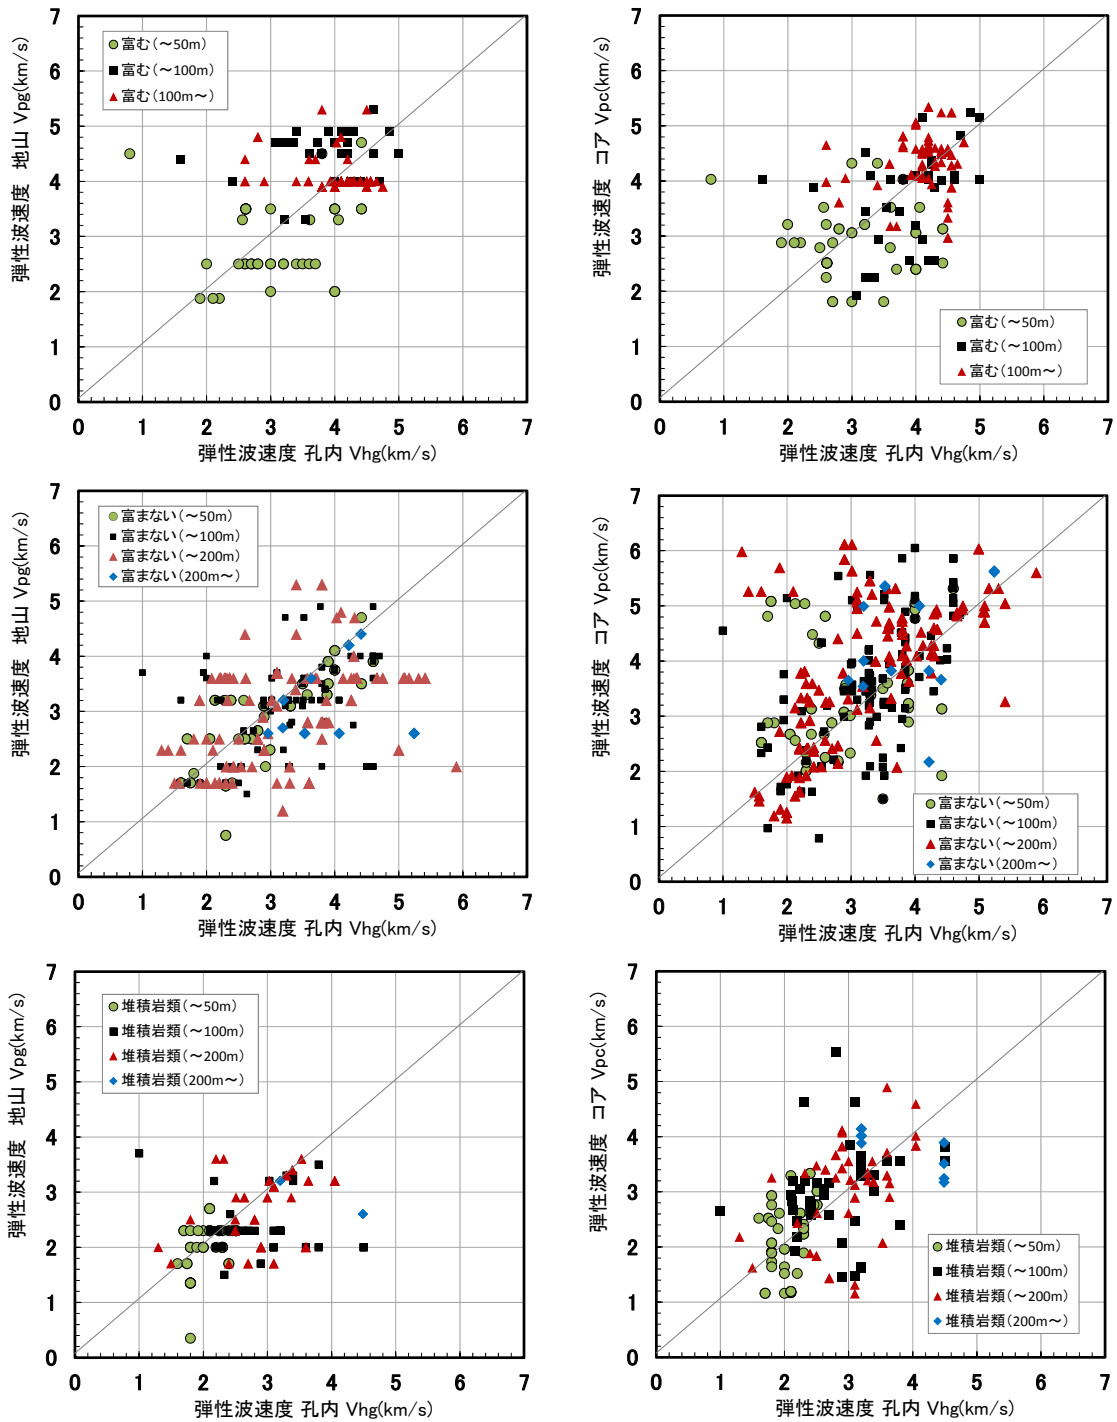 弾性波速度 地山 Vpg(km/s)
7
6
5
4
3
2
1
0
富む(～50m)
富む(～100m)
富む(100m～)
0 1 2 3 4 5 6 7
弾性波速度 孔内 Vhg(km/s)
弾性波速度 コア Vpc(km/s)
7
6
5
4
3
2
1
0
富む(～50m)
富む(～100m)
富む(100m～)
0 1 2 3 4 5 6 7
弾性波速度 孔内 Vhg(km/s)
弾性波速度 地山 Vpg(km/s)
7
6
5
4
3
2
1
0
富まない(～50m)
富まない(～100m)
富まない(～200m)
富まない(200m～)
0 1 2 3 4 5 6 7
弾性波速度 孔内 Vhg(km/s)
弾性波速度 コア Vpc(km/s)
7
6
5
4
3
2
1
0
富まない(～50m)
富まない(～100m)
富まない(～200m)
富まない(200m～)
0 1 2 3 4 5 6 7
弾性波速度 孔内 Vhg(km/s)
弾性波速度 地山 Vpg(km/s)
7
6
5
4
3
2
1
0
堆積岩類(～50m)
堆積岩類(～100m)
堆積岩類(～200m)
堆積岩類(200m～)
0 1 2 3 4 5 6 7
弾性波速度 孔内 Vhg(km/s)
弾性波速度 コア Vpc(km/s)
7
6
5
4
3
2
1
0
堆積岩類(～50m)
堆積岩類(～100m)
堆積岩類(～200m)
堆積岩類(200m～)
0 1 2 3 4 5 6 7
弾性波速度 孔内 Vhg(km/s)